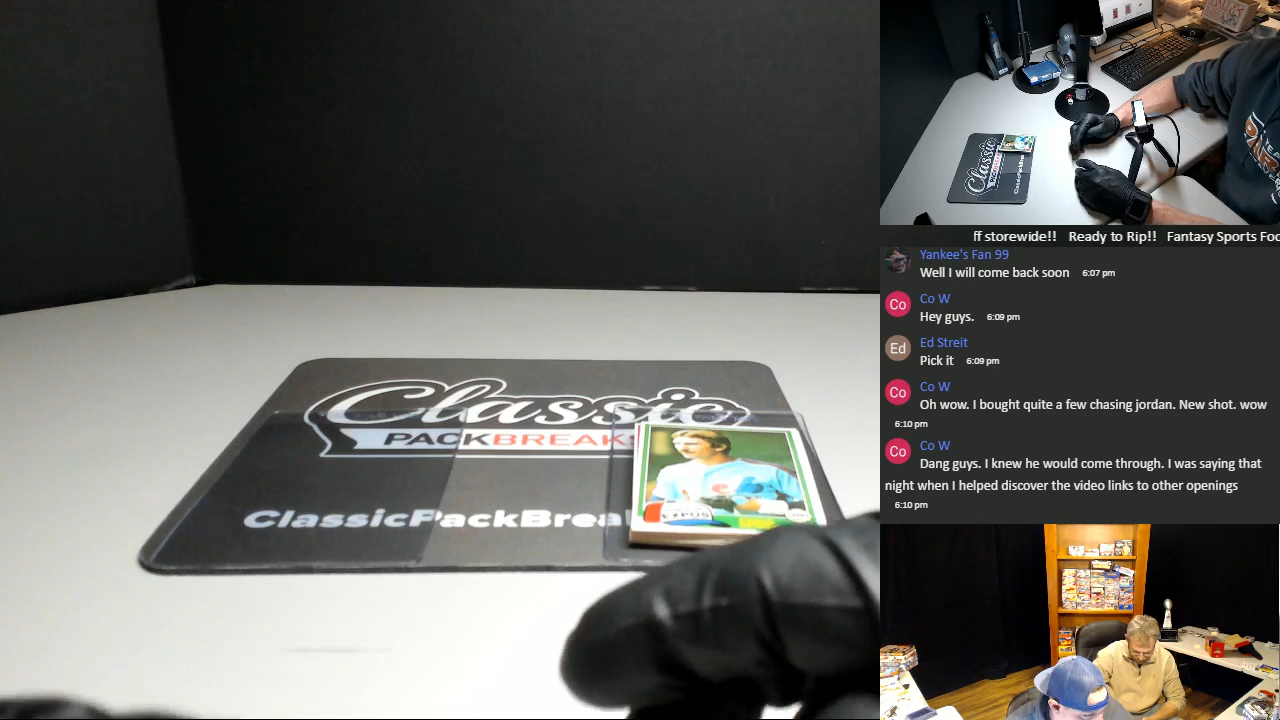 Classic
PACKBREAK
ClassicPackBrea
EXPOS
Classic
ff storewide!! Ready to Rip!! Fantasy Sports Foo
Yankee's Fan 99
Well I will come back soon 6:07 pm
Co Co W
Hey guys. 6:09 pm
Ed Ed Streit
Pick it 6:09 pm
Co Co W
Oh wow. I bought quite a few chasing jordan. New shot. wow
6:10 pm
Co Co W
Dang guys. I knew he would come through. I was saying that
night when I helped discover the video links to other openings
6:10 pm